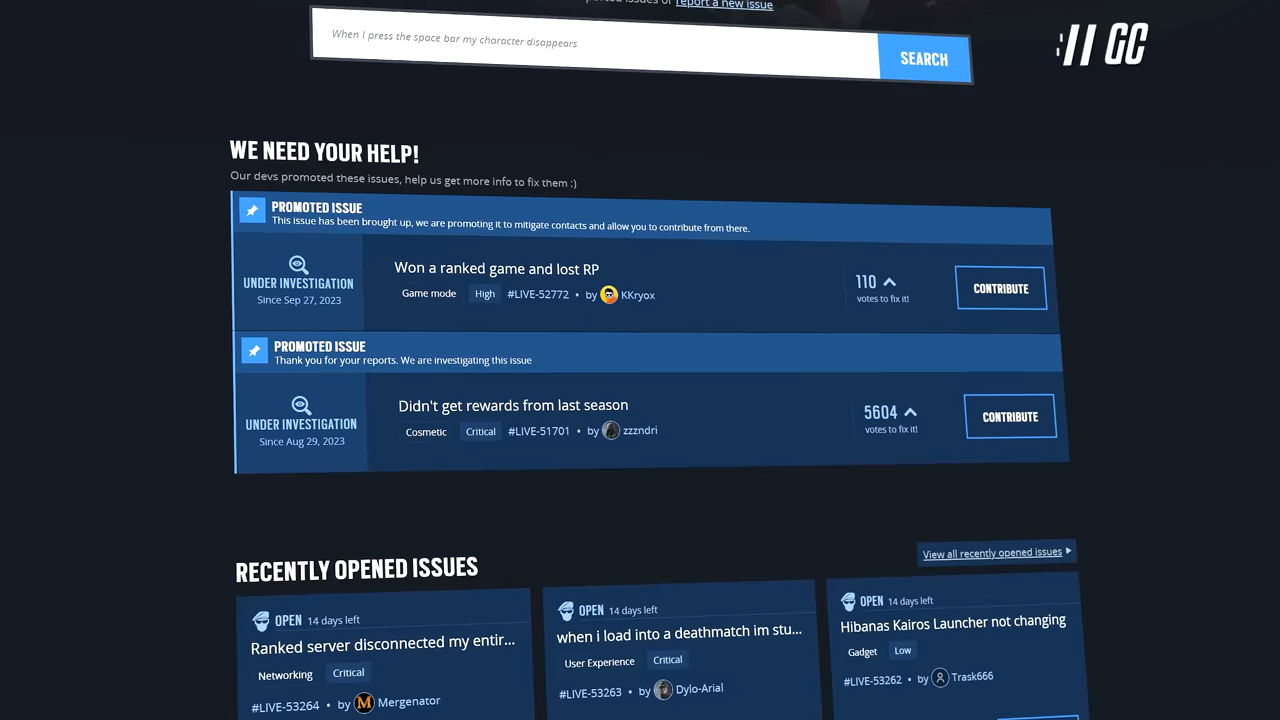 report a new issue
When I press the space bar my character disappears
SEARCH
CC
WE NEED YOUR HELP!
Our devs promoted these issues, help us get more info to fix them :)
PROMOTED ISSUE
This issue has been brought up, we are promoting it to mitigate contacts and allow you to contribute from there.
UNDER INVESTIGATION
Since Sep 27, 2023
Won a ranked game and lost RP
Game mode High #LIVE-52772 • by KKryox
110
votes to fix it!
CONTRIBUTE
PROMOTED ISSUE
Thank you for your reports. We are investigating this issue
UNDER INVESTIGATION
Since Aug 29, 2023
Didn't get rewards from last season
Cosmetic Critical #LIVE-51701 • by zzzndri
5604
votes to fix it!
CONTRIBUTE
RECENTLY OPENED ISSUES
View all recently opened issues
OPEN 14 days left
Ranked server disconnected my entir...
Networking Critical
#LIVE-53264 • by Mergenator
OPEN 14 days left
when i load into a deathmatch im stu...
User Experience Critical
#LIVE-53263 • by Dylo-Arial
OPEN 14 days left
Hibanas Kairos Launcher not changing
Gadget Low
#LIVE-53262 • by Trask666